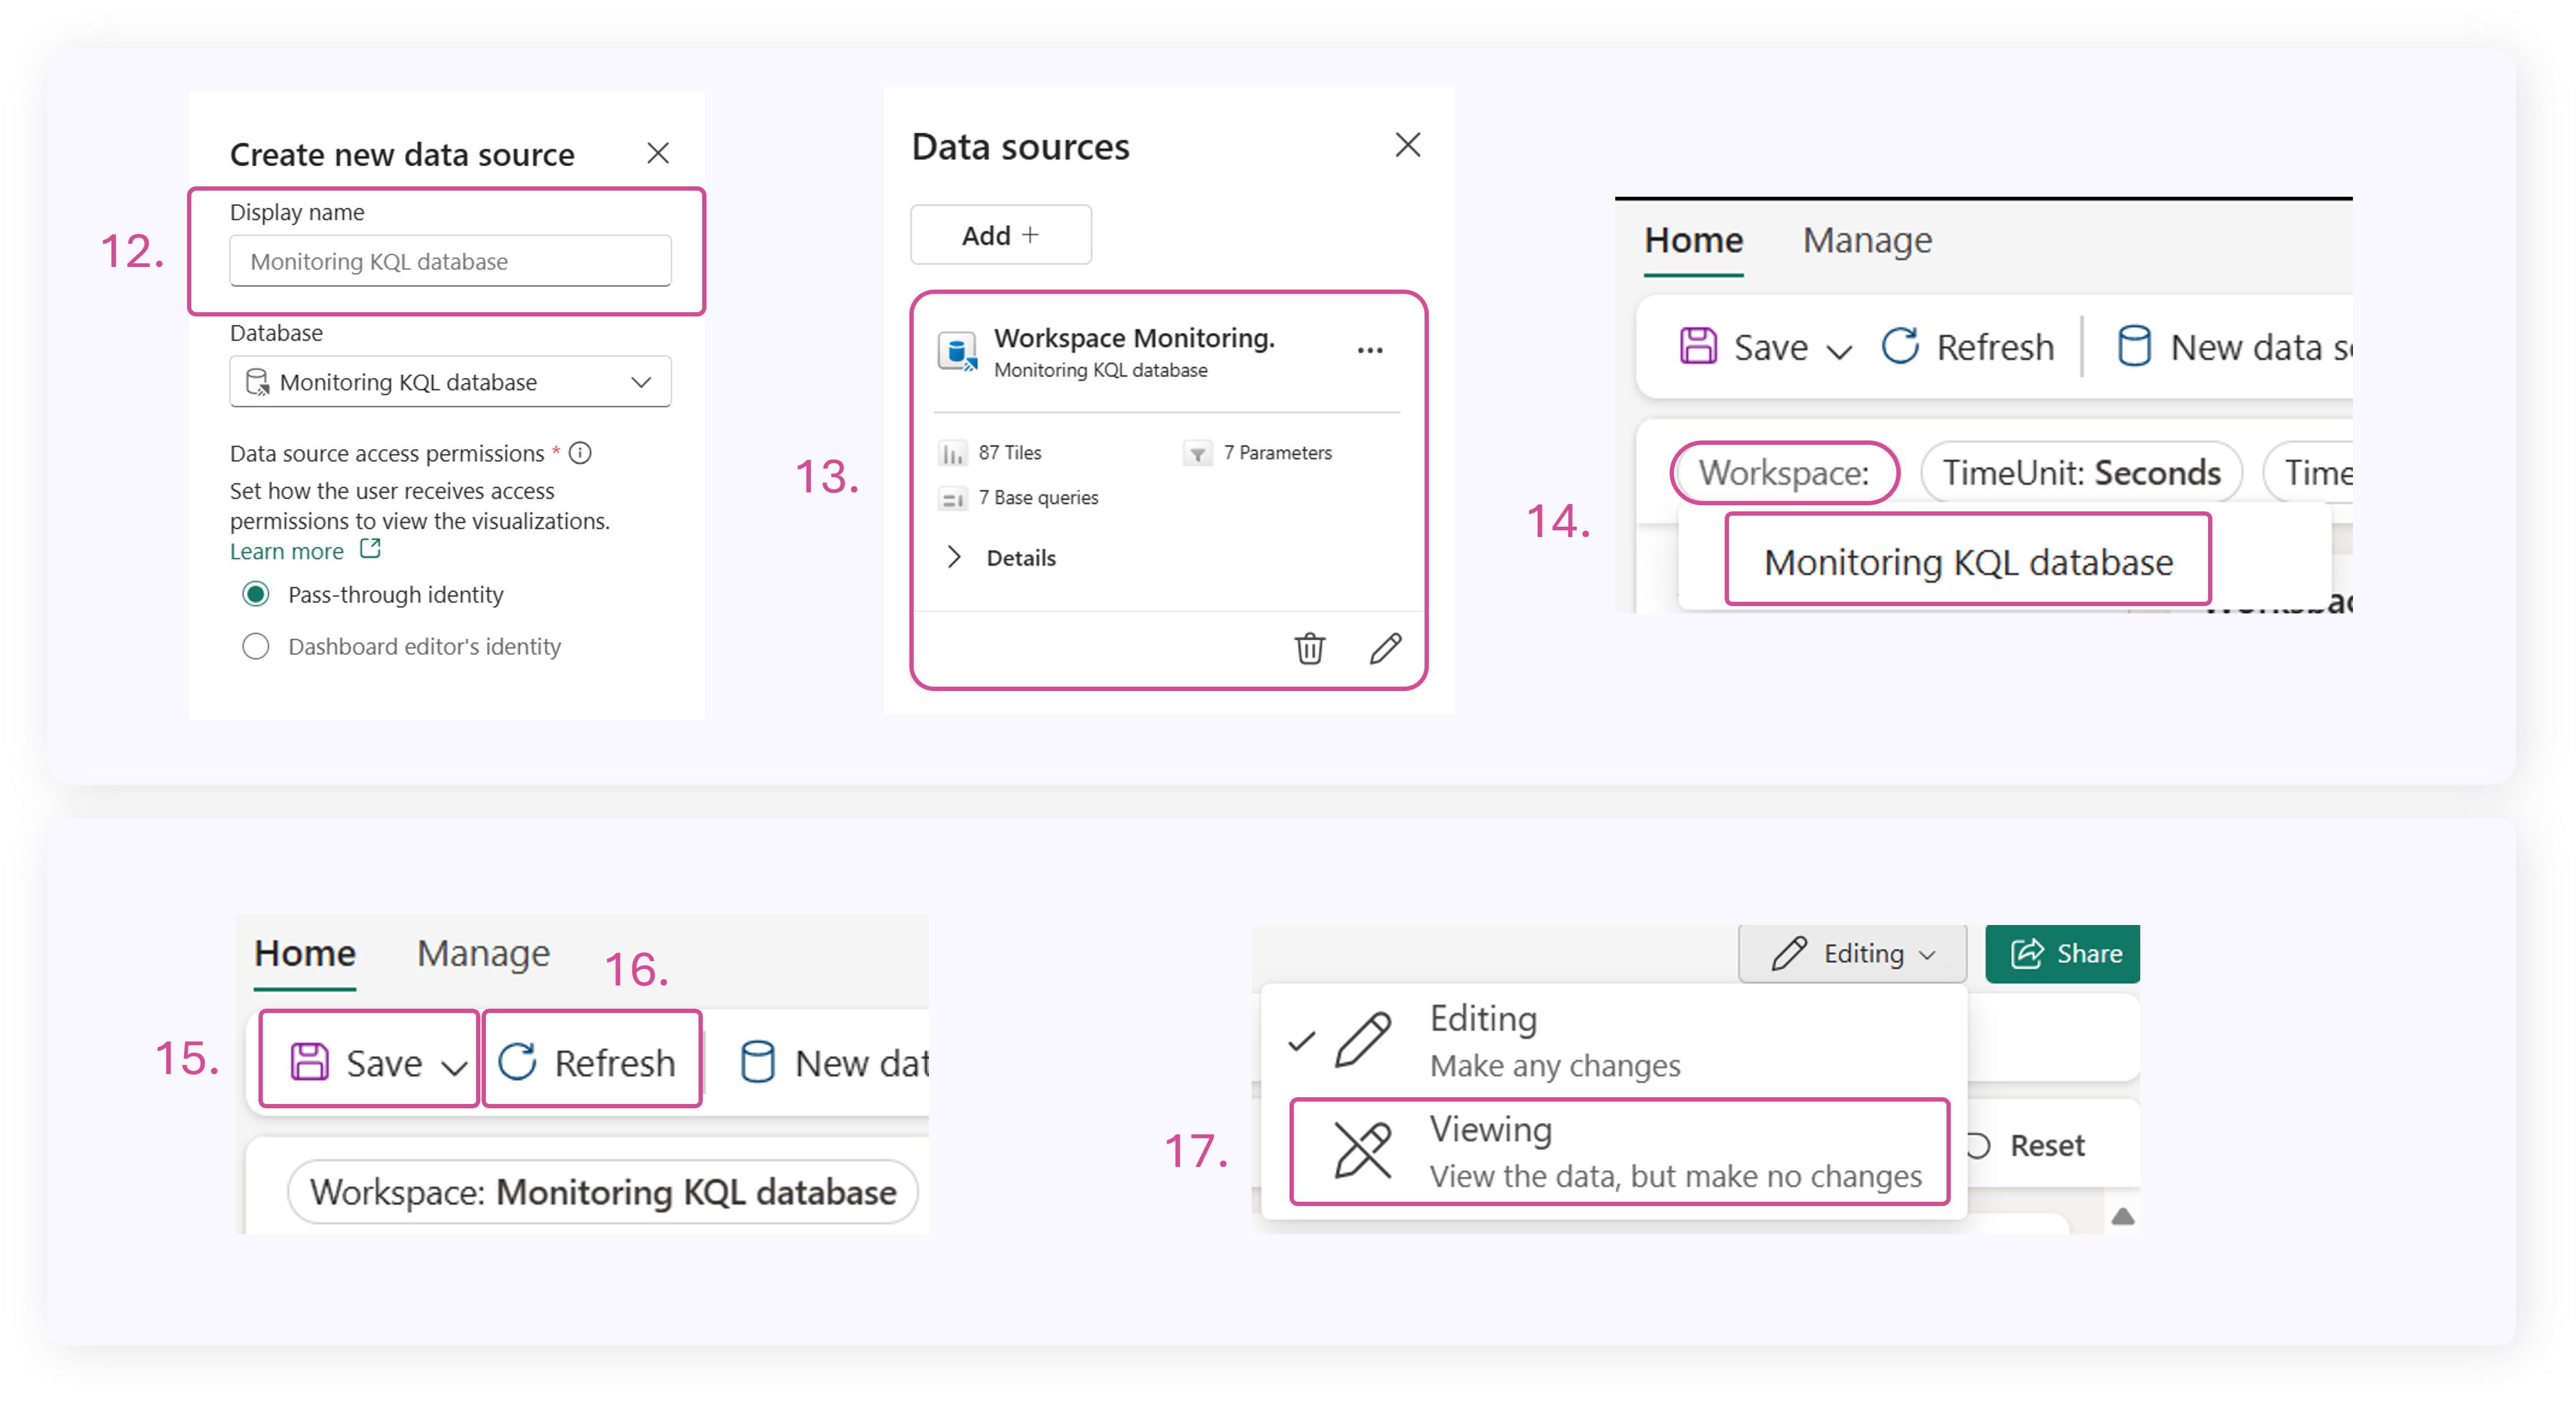 12.
Create new data source
Display name
Monitoring KQL database
Database
Monitoring KQL database
Data source access permissions *
Set how the user receives access
permissions to view the visualizations.
Learn more
Pass-through identity
Dashboard editor's identity
13.
Data sources
Add +
Workspace Monitoring.
Monitoring KQL database
87 Tiles
7 Parameters
7 Base queries
Details
14.
Home Manage
Save Refresh New data
Workspace: TimeUnit: Seconds Time
Monitoring KQL database
15.
16.
Home Manage
Save Refresh New dat
Workspace: Monitoring KQL database
17.
Editing Share
Editing
Make any changes
Viewing
View the data, but make no changes
Reset